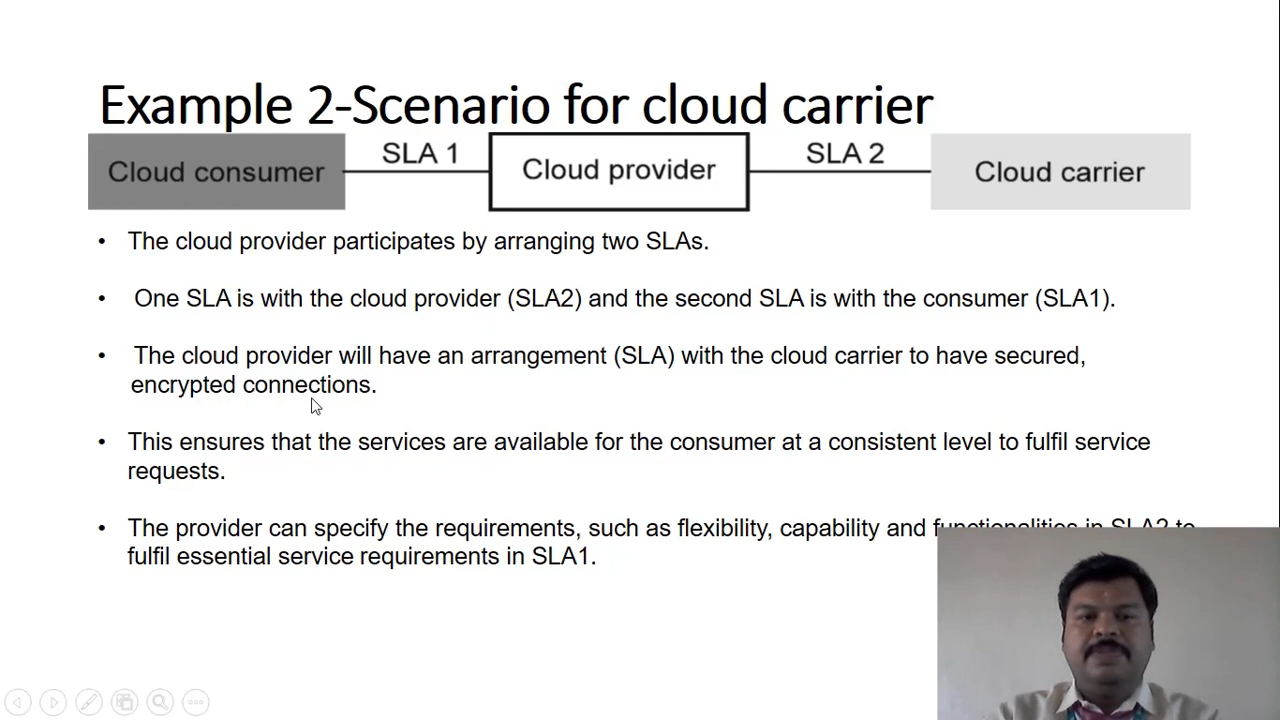 Example 2-Scenario for cloud carrier
Cloud consumer SLA 1 Cloud provider SLA 2 Cloud carrier
• The cloud provider participates by arranging two SLAs.
• One SLA is with the cloud provider (SLA2) and the second SLA is with the consumer (SLA1).
• The cloud provider will have an arrangement (SLA) with the cloud carrier to have secured,
encrypted connections.
• This ensures that the services are available for the consumer at a consistent level to fulfil service
requests.
• The provider can specify the requirements, such as flexibility, capability and functionalities in SLA2 to
fulfil essential service requirements in SLA1.